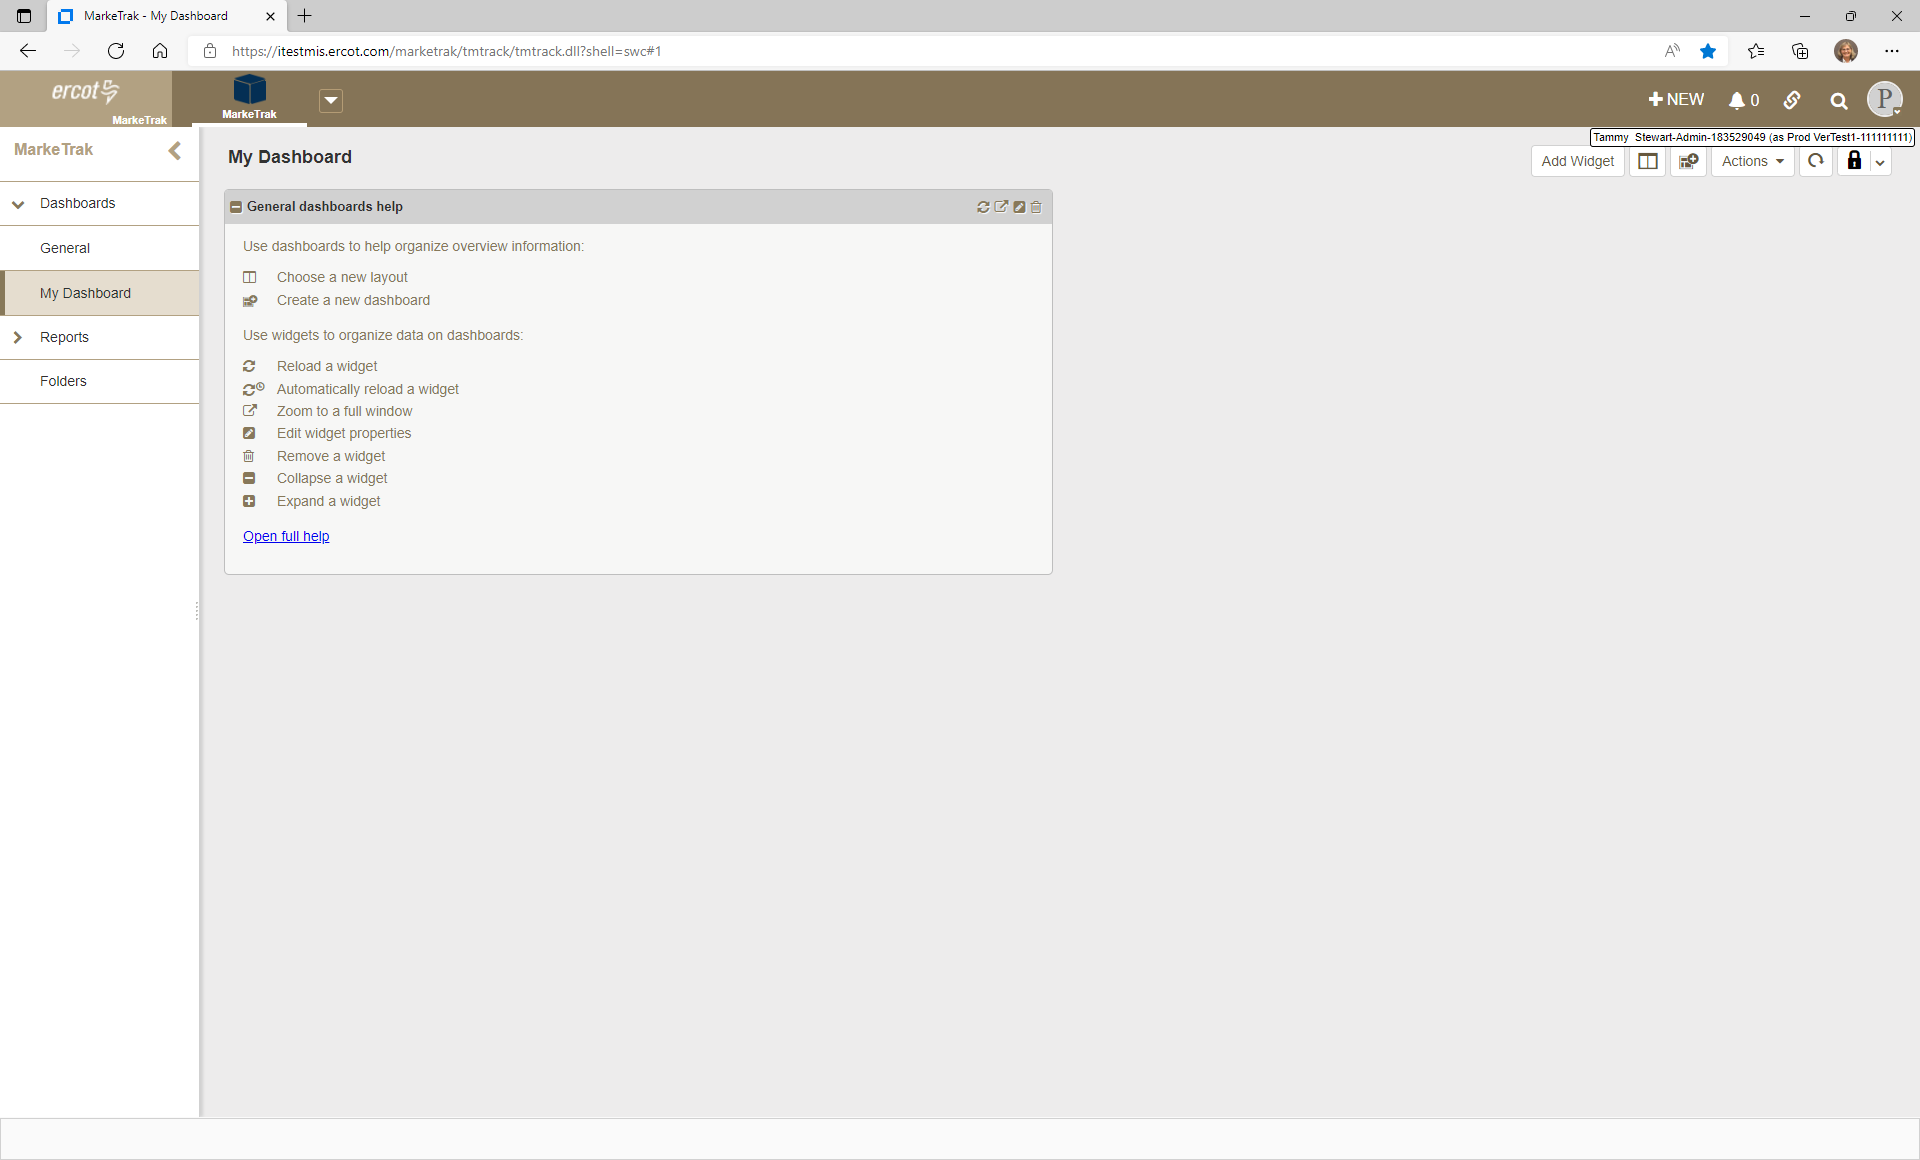 MarkeTrak - My Dashboard
https://itestmis.ercot.com/marketrak/tmtrack/tmtrack.dll?shell=swc#1
ercot
MarkeTrak
MarkeTrak
NEW
0
P
Tammy Stewart-Admin-183529049 (as Prod VerTest1-111111111)
MarkeTrak
Dashboards
General
My Dashboard
Reports
Folders
My Dashboard
Add Widget
Actions
General dashboards help
Use dashboards to help organize overview information:
Choose a new layout
Create a new dashboard
Use widgets to organize data on dashboards:
Reload a widget
Automatically reload a widget
Zoom to a full window
Edit widget properties
Remove a widget
Collapse a widget
Expand a widget
Open full help